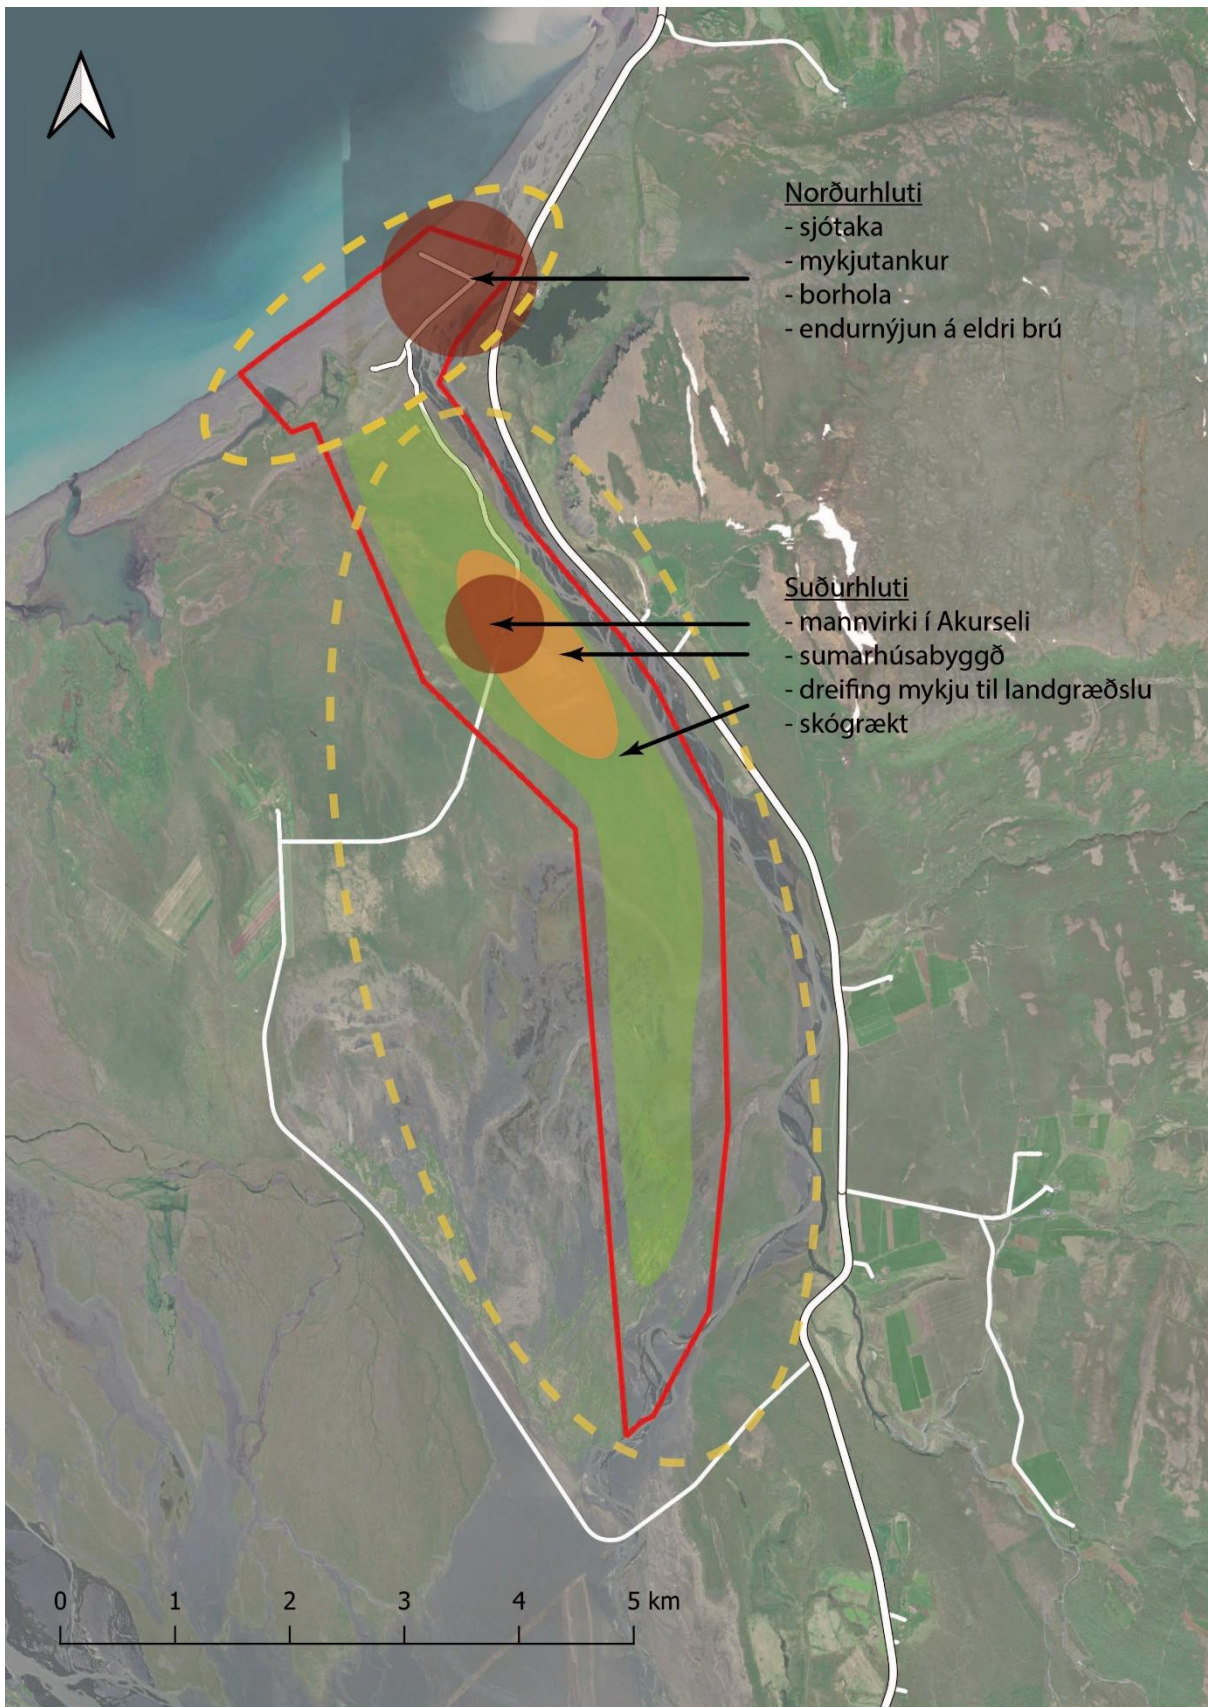 Norðurhluti
- sjótaka
- mykjutankur
- borhola
- endurnýjun á eldri brú
Suðurhluti
- mannvirki í Akurseli
- sumarhúsabyggð
- dreifing mykju til landgræðslu
- skógrækt
0 1 2 3 4 5 km